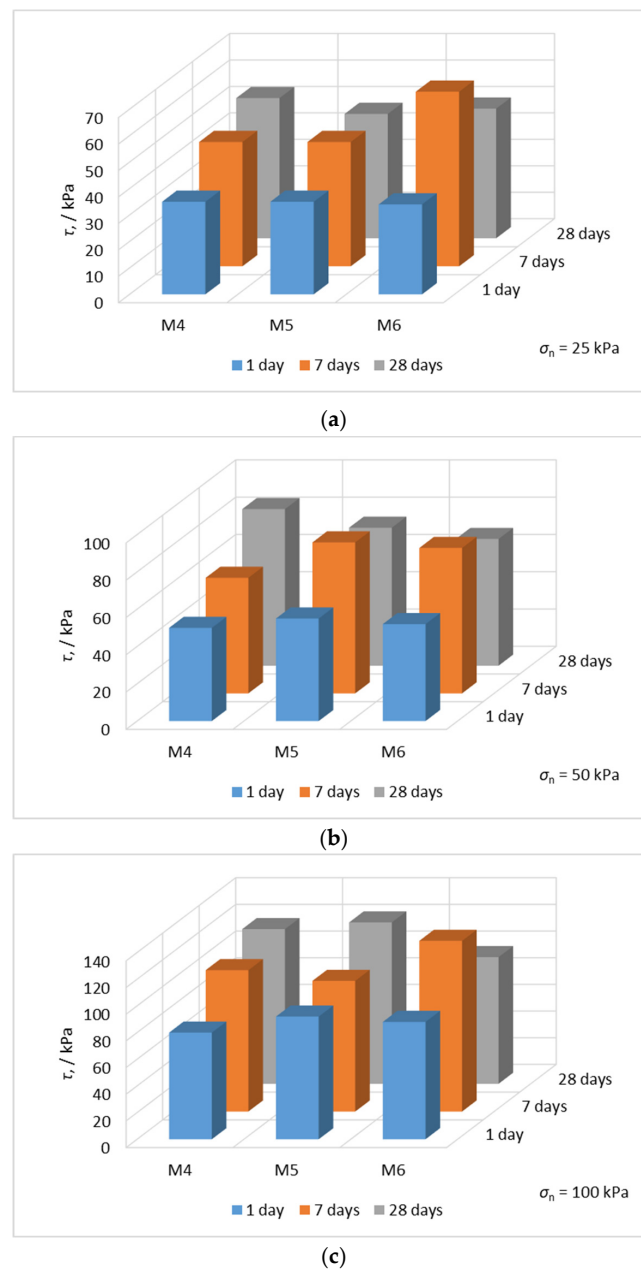 70
60
50
40
30
20
10
0
τ, / kPa
28 days
7 days
1 day
M4 M5 M6
σn = 25 kPa
1 day 7 days 28 days
(a)
100
80
60
40
20
0
τ, / kPa
28 days
7 days
1 day
M4 M5 M6
σn = 50 kPa
1 day 7 days 28 days
(b)
140
120
100
80
60
40
20
0
τ, / kPa
28 days
7 days
1 day
M4 M5 M6
σn = 100 kPa
1 day 7 days 28 days
(c)